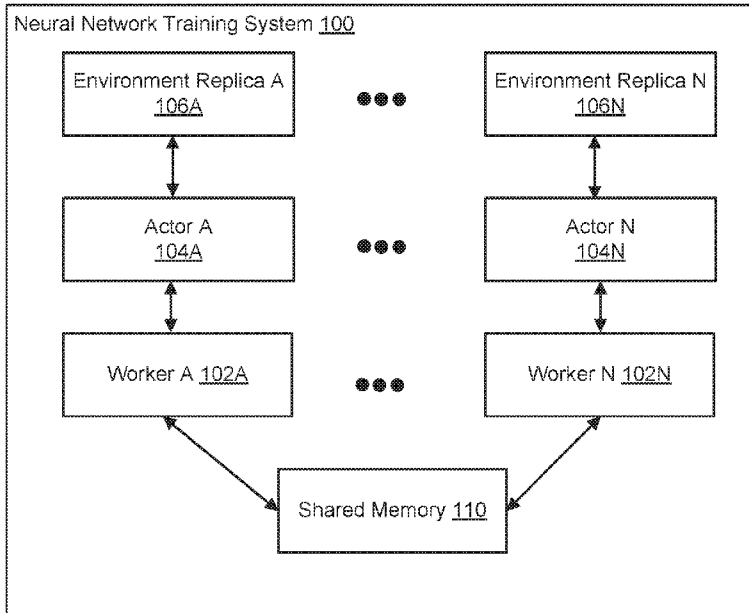 Neural Network Training System 100
Environment Replica A
106A
Environment Replica N
106N
Actor A
104A
Actor N
104N
Worker A 102A
Worker N 102N
Shared Memory 110